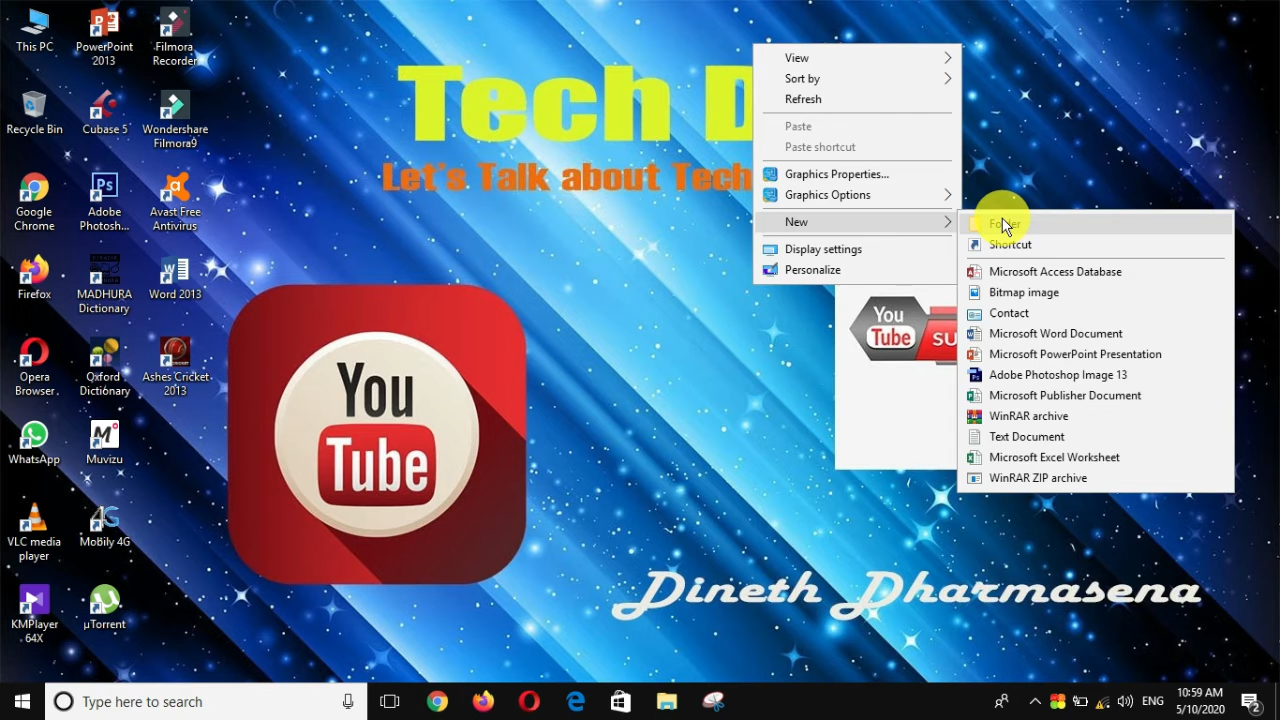 This PC
PowerPoint
2013
Filmora
Recorder
Recycle Bin
Cubase 5
Wondershare
Filmora9
Google
Chrome
Adobe
Photosh...
Avast Free
Antivirus
Firefox
MADHURA
Dictionary
Word 2013
Opera
Browser
Oxford
Dictionary
Ashes Cricket
2013
WhatsApp
Muvizu
VLC media
player
Mobily 4G
KMPlayer
64X
µTorrent
Tech D
Let's Talk about Tech
You
Tube
View
Sort by
Refresh
Paste
Paste shortcut
Graphics Properties...
Graphics Options
New
Display settings
Personalize
Folder
Shortcut
Microsoft Access Database
Bitmap image
Contact
Microsoft Word Document
Microsoft PowerPoint Presentation
Adobe Photoshop Image 13
Microsoft Publisher Document
WinRAR archive
Text Document
Microsoft Excel Worksheet
WinRAR ZIP archive
You
Tube
SU
Dineth Dharmasena
Type here to search
ENG
10:59 AM
5/10/2020
2